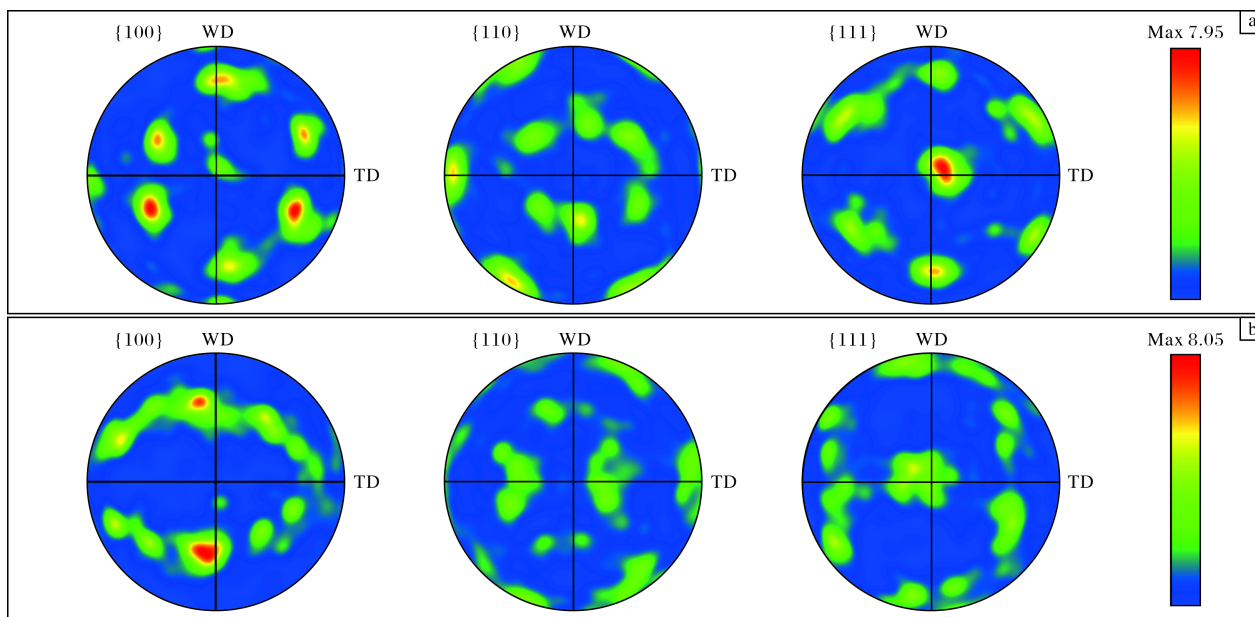 {100} WD {110} WD {111} WD Max 7.95 a
TD TD TD
{100} WD {110} WD {111} WD Max 8.05 b
TD TD TD